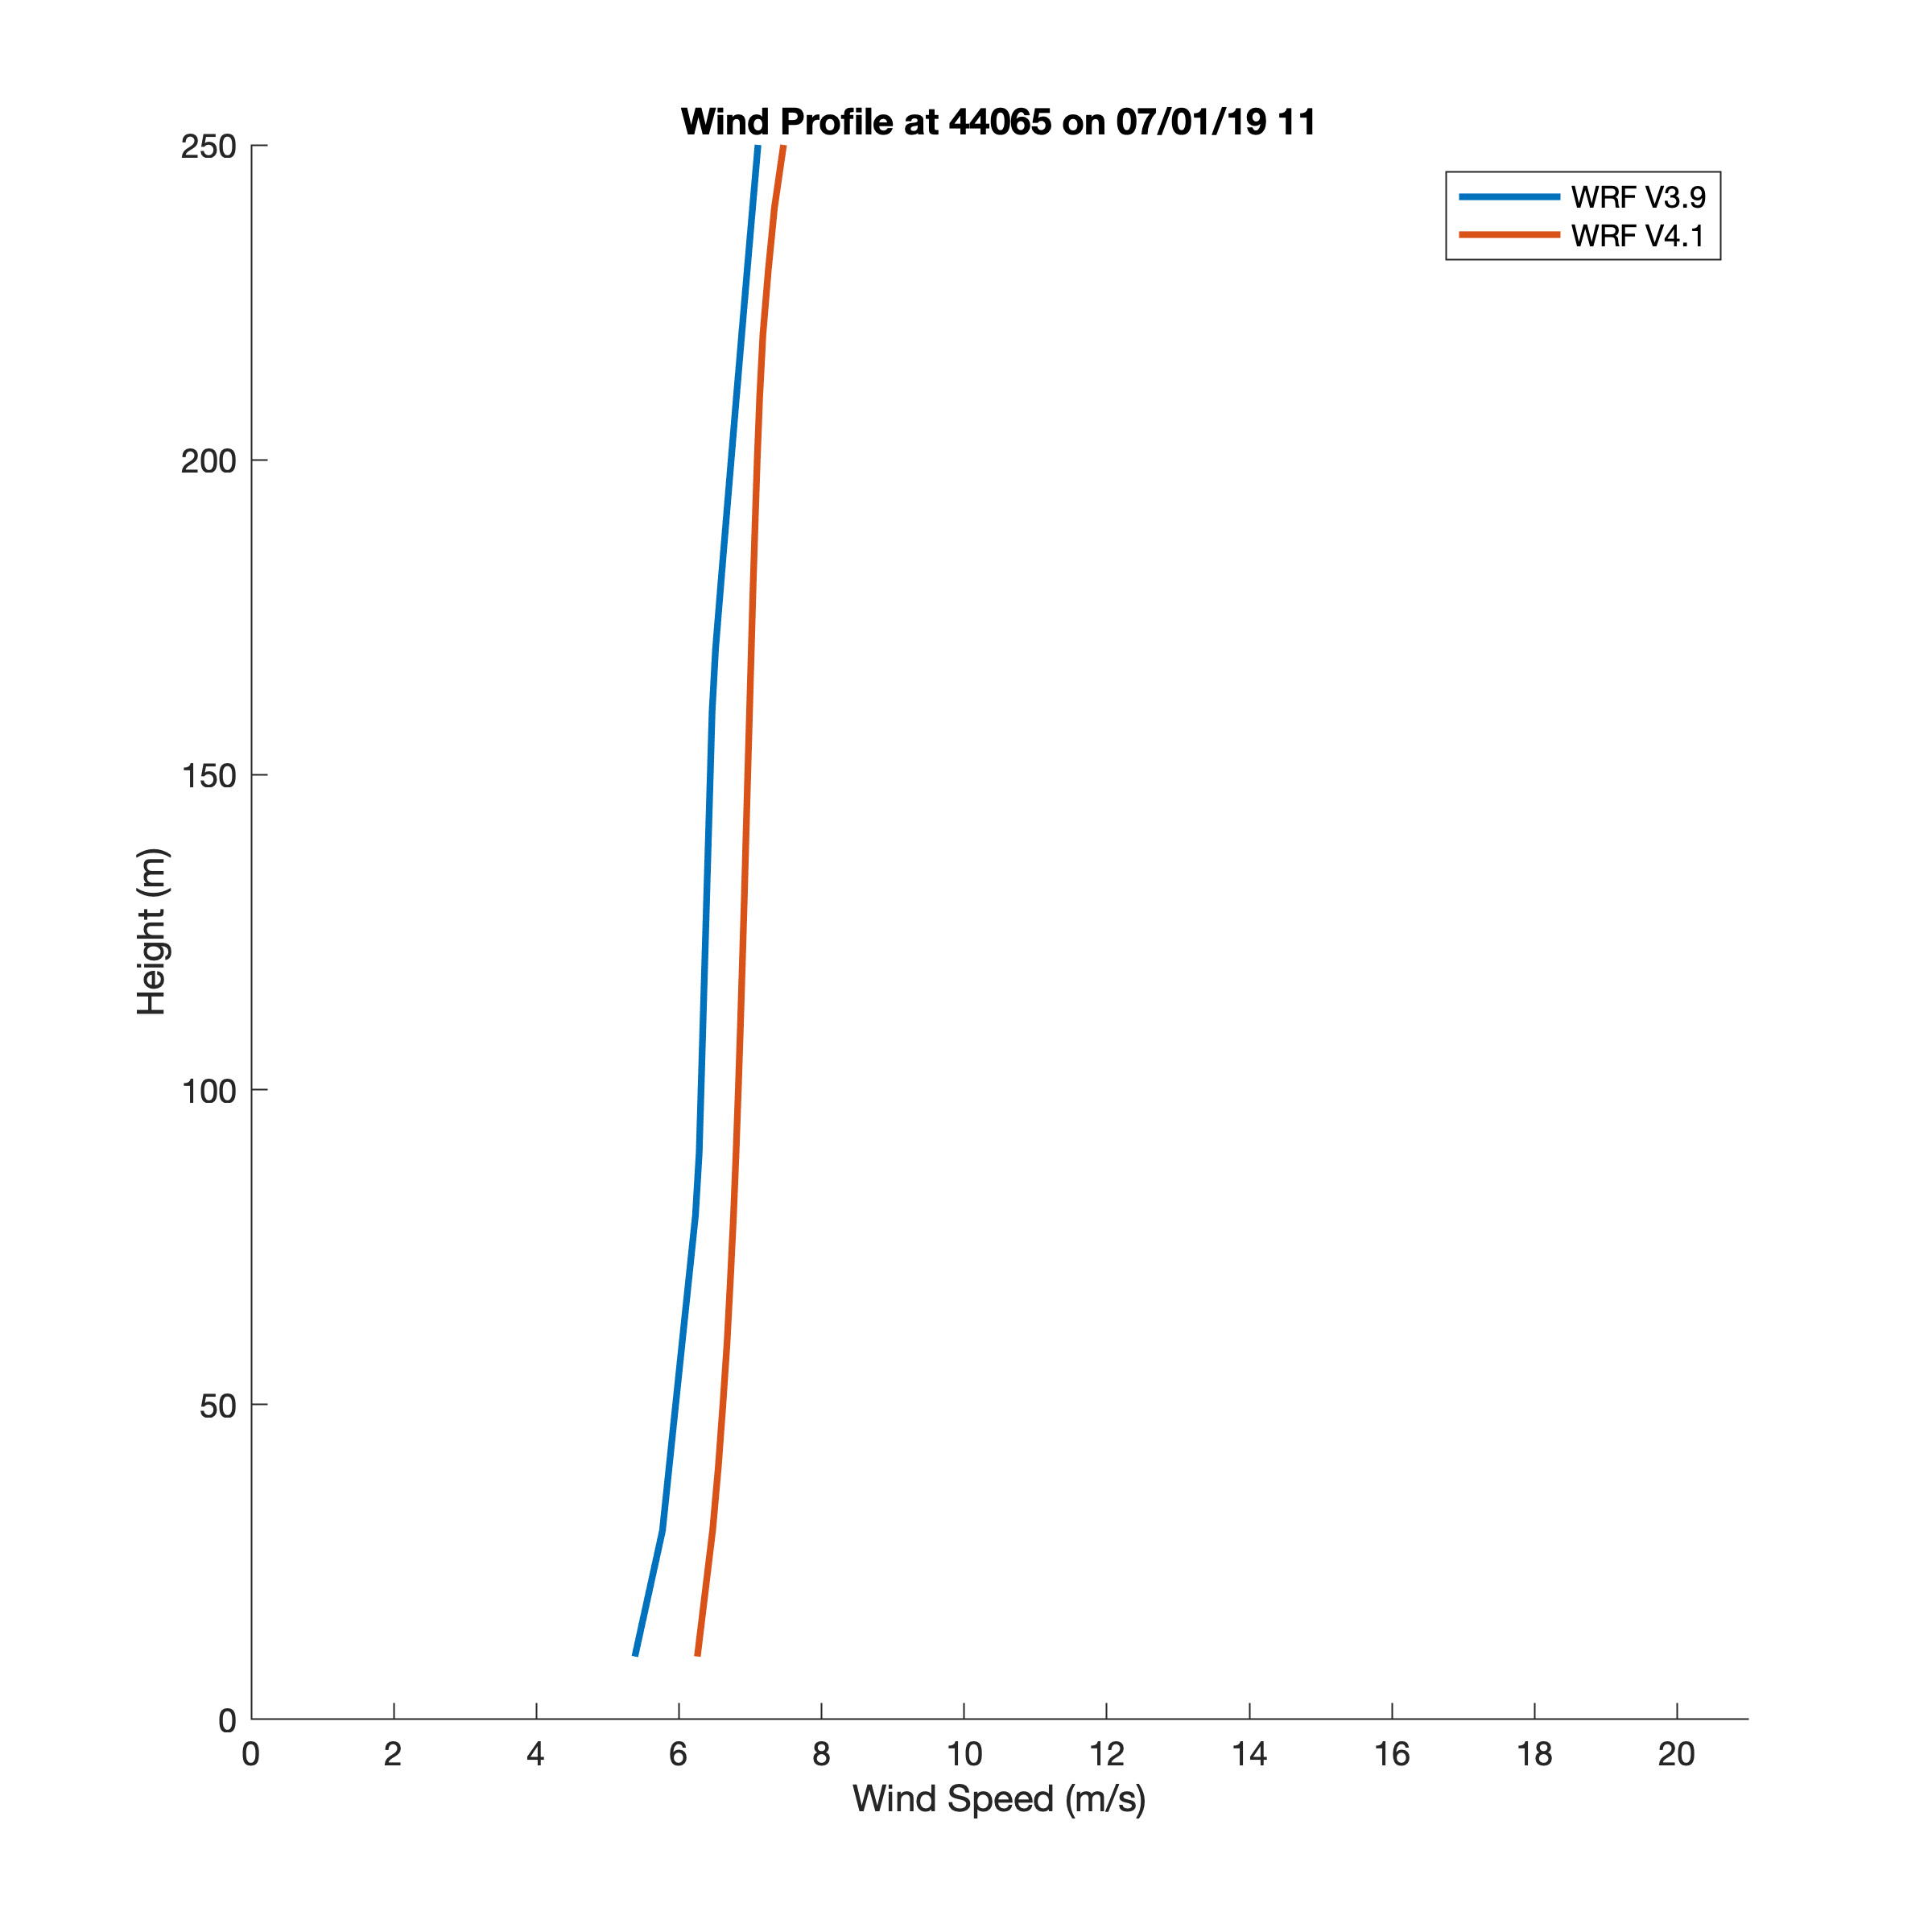 Wind Profile at 44065 on 07/01/19 11
WRF V3.9
WRF V4.1
250
200
150
100
50
0
Height (m)
0 2 4 6 8 10 12 14 16 18 20
Wind Speed (m/s)